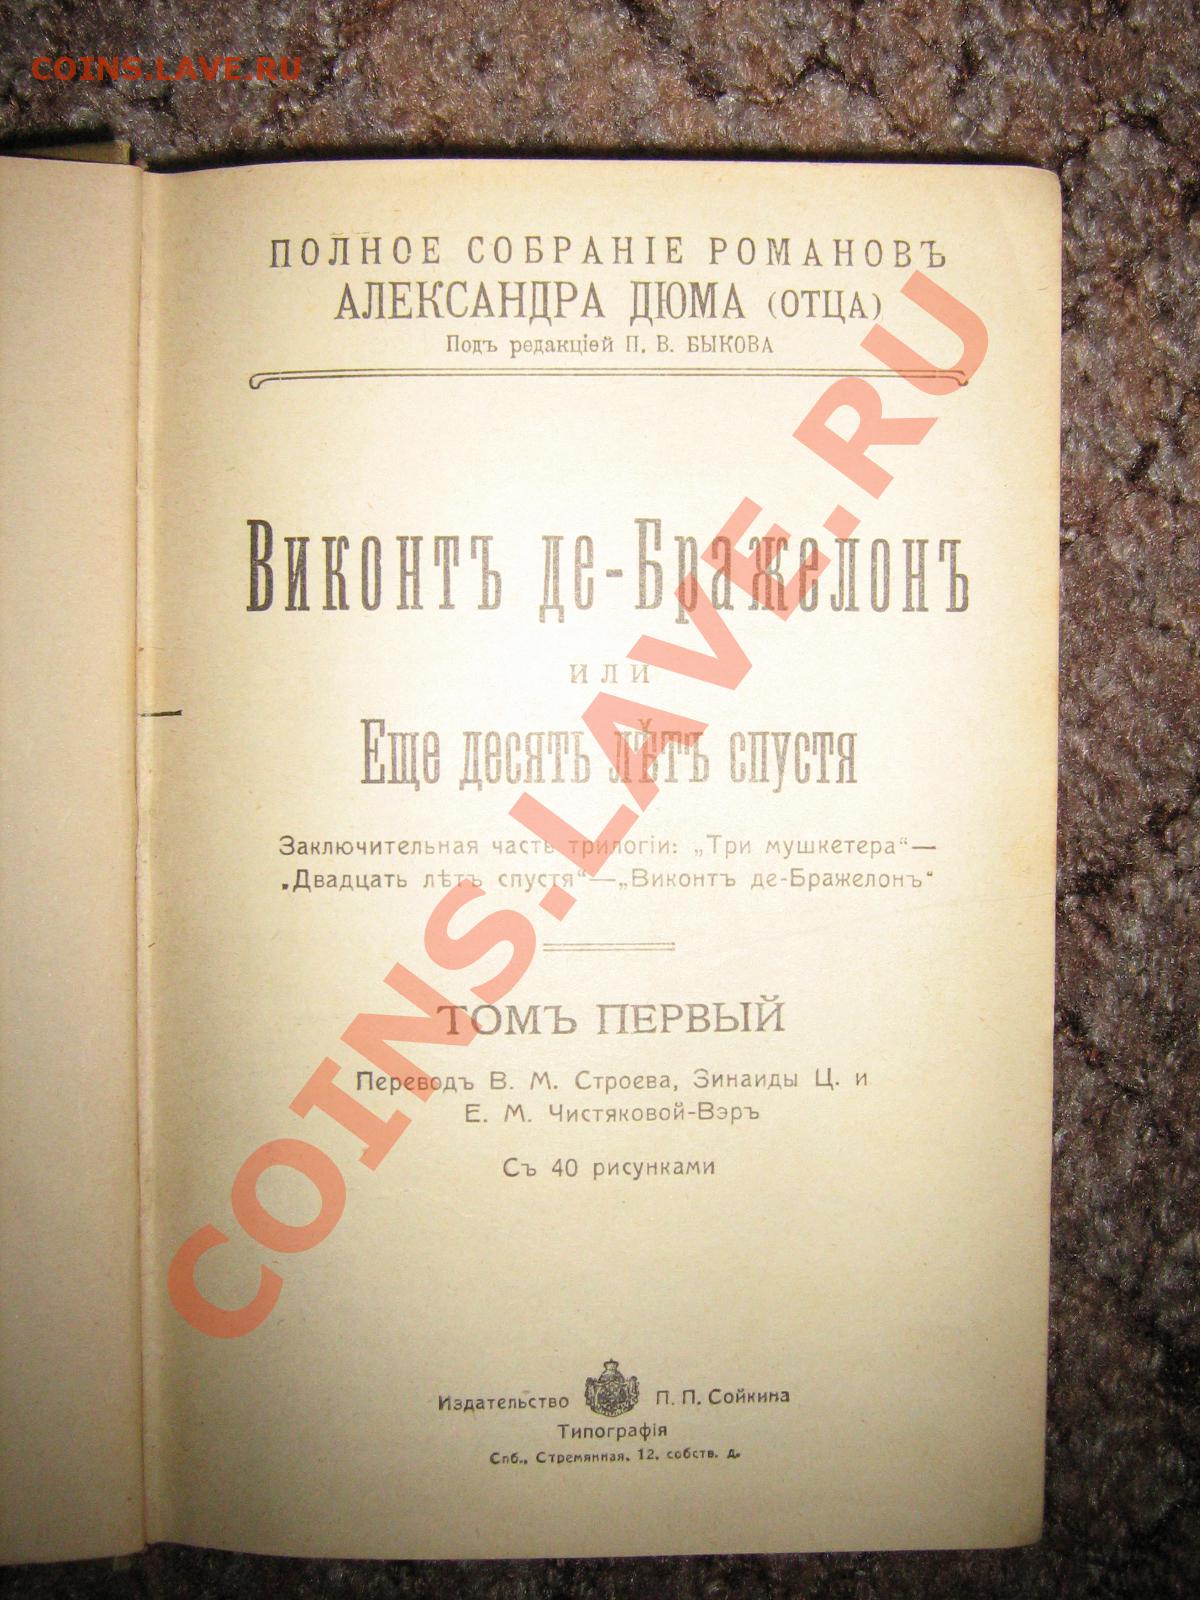 COINS.LAVE.RU
ПОЛНОЕ СОБРАНІЕ РОМАНОВЪ
АЛЕКСАНДРА ДЮМА (ОТЦА)
Подъ редакціей П. В. БЫКОВА
Виконтъ де-Бражелонъ
или
Еще десять лѣтъ спустя
Заключительная часть трилогіи: „Три мушкетера“—
„Двадцать лѣтъ спустя“—„Виконтъ де-Бражелонъ“
ТОМЪ ПЕРВЫЙ
Переводъ В. М. Строева, Зинаиды Ц. и
Е. М. Чистяковой-Вэръ
Съ 40 рисунками
Издательство П. П. Сойкина
Типографія
Спб., Стремянная, 12, собств. д.
COINS.LAVE.RU